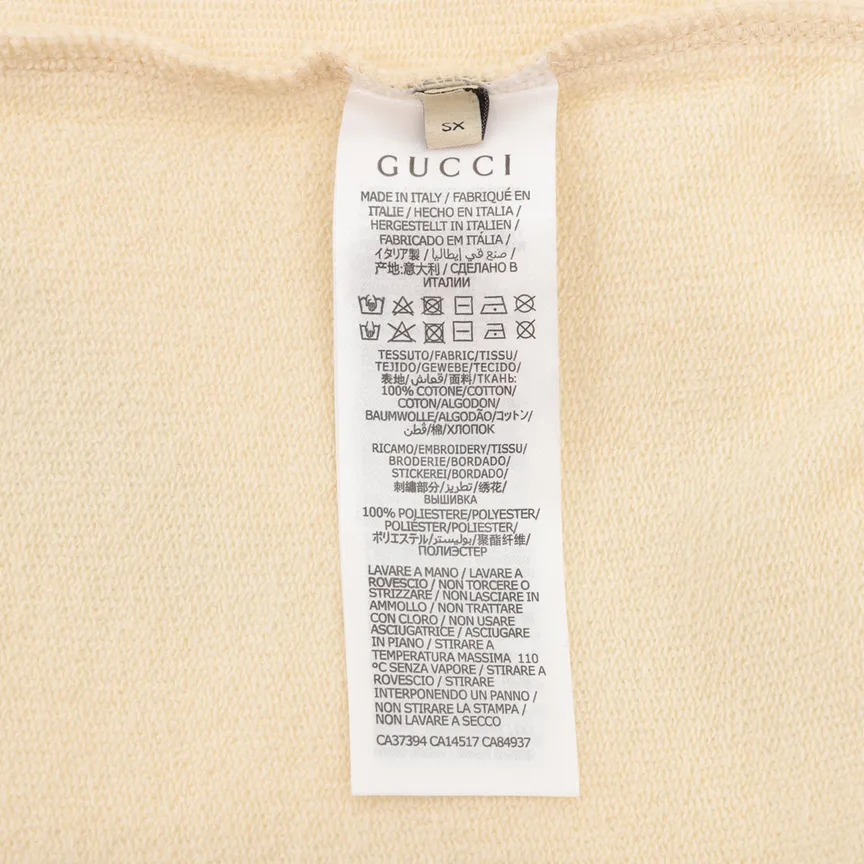 SX
GUCCI
MADE IN ITALY / FABRIQUÉ EN
ITALIE / HECHO EN ITALIA /
HERGESTELLT IN ITALIEN /
FABRICADO EM ITÁLIA /
イタリア製 / صنع في إيطاليا /
产地:意大利 / СДЕЛАНО В
ИТАЛИИ
TESSUTO/FABRIC/TISSU/
TEJIDO/GEWEBE/TECIDO/
表地/قماش/面料/ТКАНЬ:
100% COTONE/COTTON/
COTON/ALGODON/
BAUMWOLLE/ALGODÃO/コットン/
قطن/棉/ХЛОПОК
RICAMO/EMBROIDERY/TISSU/
BRODERIE/BORDADO/
STICKEREI/BORDADO/
刺繡部分/تطريز/绣花/
ВЫШИВКА
100% POLIESTERE/POLYESTER/
POLIÉSTER/POLIESTER/
ポリエステル/بوليستر/聚酯纤维/
ПОЛИЭСТЕР
LAVARE A MANO / LAVARE A
ROVESCIO / NON TORCERE O
STRIZZARE / NON LASCIARE IN
AMMOLLO / NON TRATTARE
CON CLORO / NON USARE
ASCIUGATRICE / ASCIUGARE
IN PIANO / STIRARE A
TEMPERATURA MASSIMA 110
°C SENZA VAPORE / STIRARE A
ROVESCIO / STIRARE
INTERPONENDO UN PANNO /
NON STIRARE LA STAMPA /
NON LAVARE A SECCO
CA37394 CA14517 CA84937